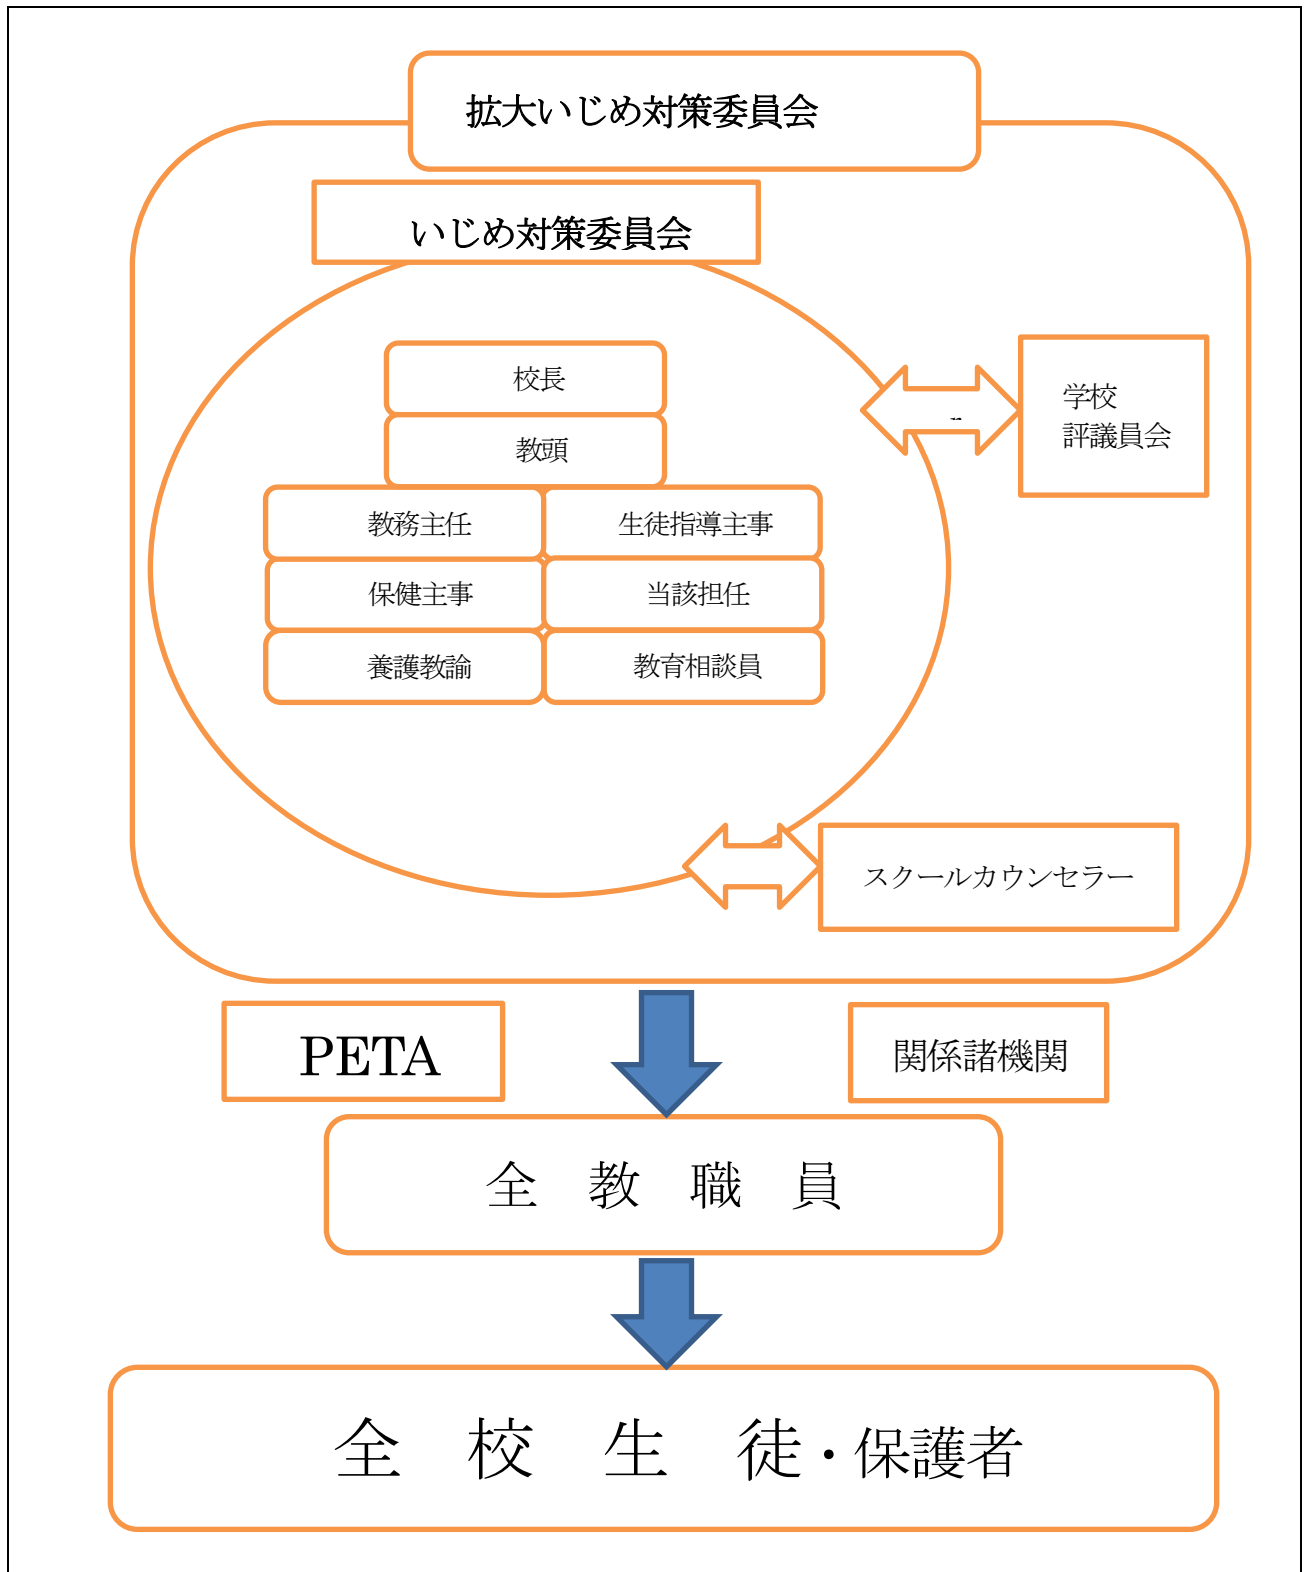 拡大いじめ対策委員会
いじめ対策委員会
校長
教頭
教務主任
生徒指導主事
保健主事
当該担任
養護教諭
教育相談員
学校
評議員会
スクールカウンセラー
PETA
関係諸機関
全 教 職 員
全 校 生 徒・保護者